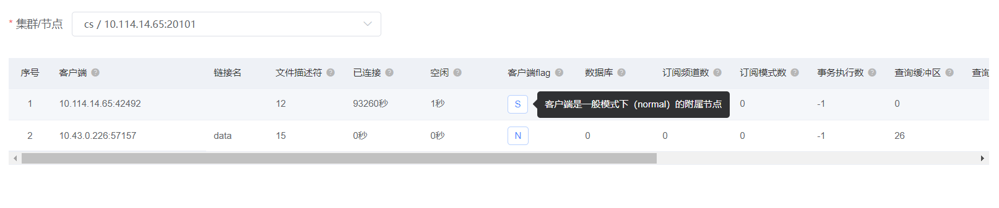 * 集群/节点 cs / 10.114.14.65:20101
序号 客户端 ? 链接名 文件描述符 ? 已连接 ? 空闲 ? 客户端flag ? 数据库 ? 订阅频道数 ? 订阅模式数 ? 事务执行数 ? 查询缓冲区 ? 查询
1 10.114.14.65:42492 12 93260秒 1秒 S 客户端是一般模式下（normal）的附属节点 0 -1 0
2 10.43.0.226:57157 data 15 0秒 0秒 N 0 0 0 -1 26